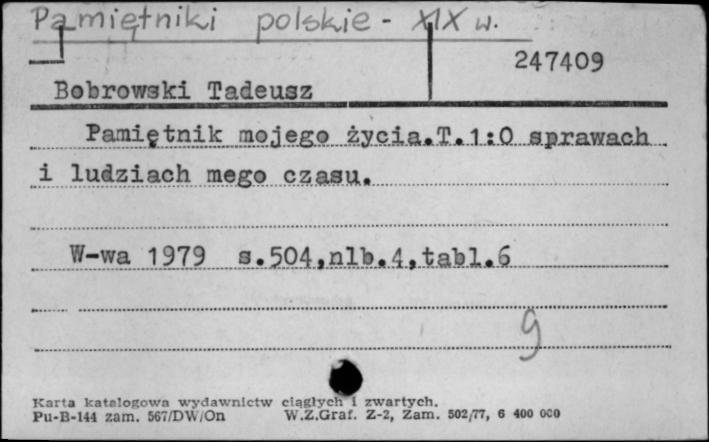 Pamiętniki polskie - XIX w.
247409
Bobrowski Tadeusz
Pamiętnik mojego życia.T.1:O sprawach
i ludziach mego czasu.
W-wa 1979 s.504,nlb.4,tabl.6
9
Karta katalogowa wydawnictw ciągłych i zwartych.
Pu-B-144 zam. 567/DW/On W.Z.Graf. Z-2, Zam. 502/77, 6 400 000